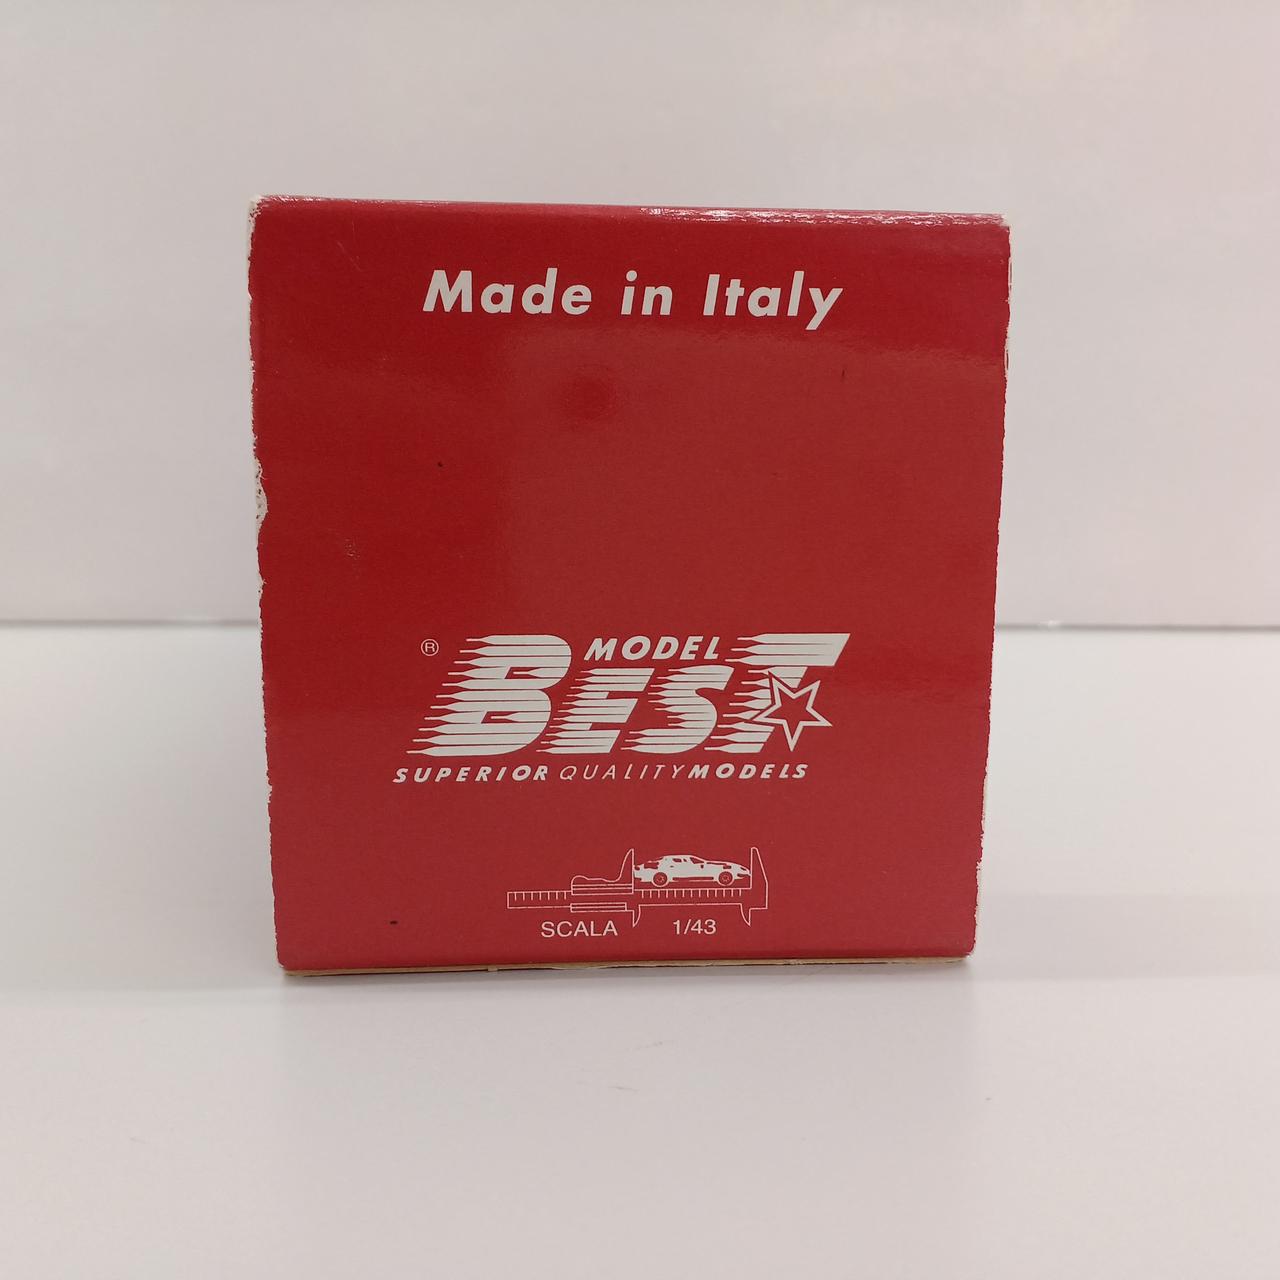 Made in Italy
® MODEL
BEST
SUPERIOR QUALITY MODELS
SCALA 1/43